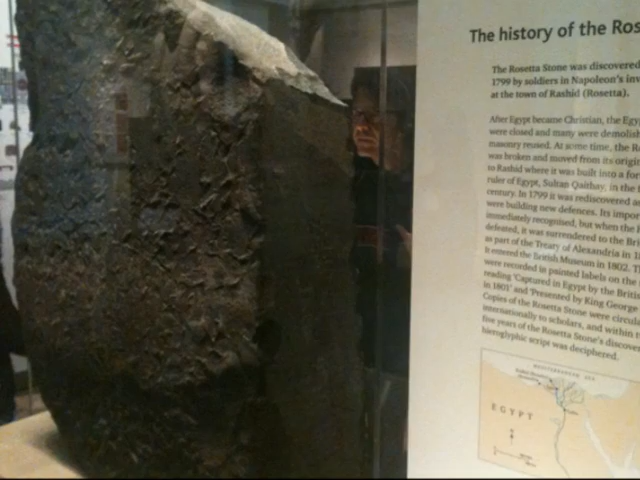 The history of the Ros
The Rosetta Stone was discovered
1799 by soldiers in Napoleon's inv
at the town of Rashid (Rosetta).
After Egypt became Christian, the Egy
were closed and many were demolish
masonry reused. At some time, the Ro
was broken and moved from its origin
to Rashid where it was built into a for
ruler of Egypt, Sultan Qaitbay, in the
century. In 1799 it was rediscovered a
were building new defences. Its impo
immediately recognised, but when the F
defeated, it was surrendered to the Bri
as part of the Treaty of Alexandria in 18
It entered the British Museum in 1802. T
were recorded in painted labels on the
reading 'Captured in Egypt by the Britis
in 1801' and 'Presented by King George
Copies of the Rosetta Stone were circula
internationally to scholars, and within t
five years of the Rosetta Stone's discover
hieroglyphic script was deciphered.
MEDITERRANEAN SEA
EGYPT